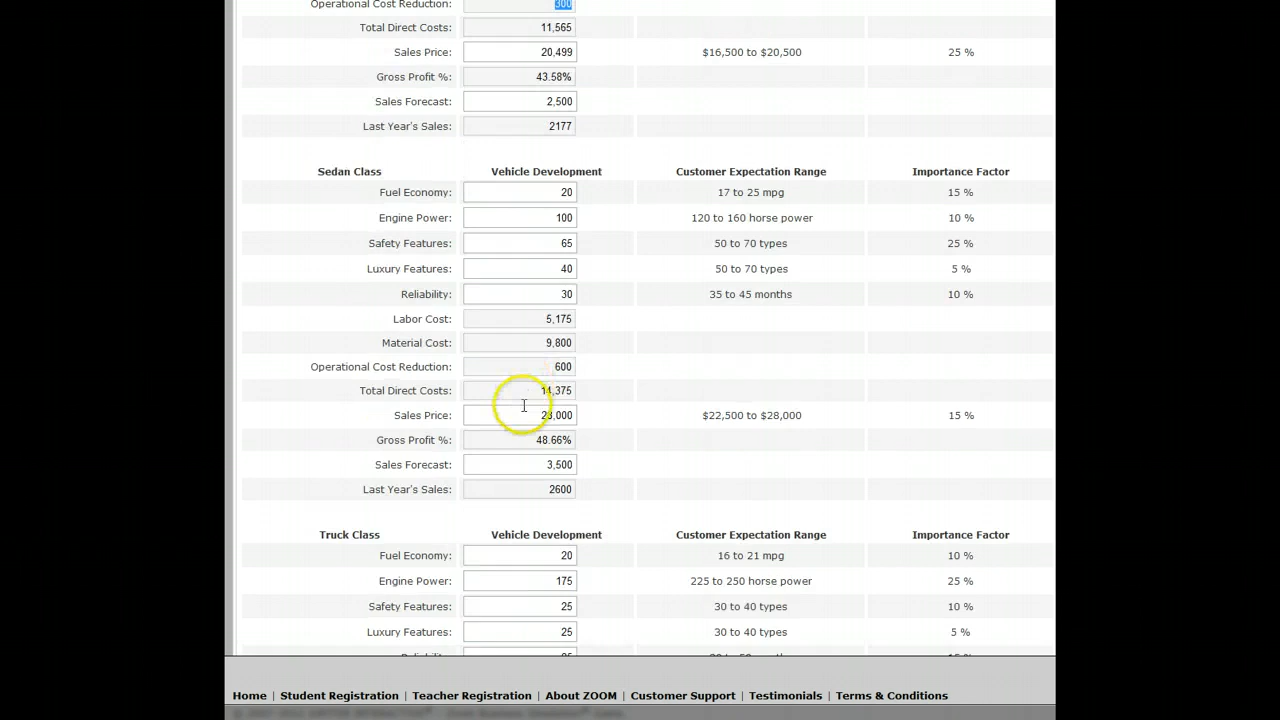 Operational Cost Reduction: 300
Total Direct Costs: 11,565
Sales Price: 20,499 $16,500 to $20,500 25 %
Gross Profit %: 43.58%
Sales Forecast: 2,500
Last Year's Sales: 2177
Sedan Class Vehicle Development Customer Expectation Range Importance Factor
Fuel Economy: 20 17 to 25 mpg 15 %
Engine Power: 100 120 to 160 horse power 10 %
Safety Features: 65 50 to 70 types 25 %
Luxury Features: 40 50 to 70 types 5 %
Reliability: 30 35 to 45 months 10 %
Labor Cost: 5,175
Material Cost: 9,800
Operational Cost Reduction: 600
Total Direct Costs: 14,375
Sales Price: $22,500 to $28,000 15 %
Gross Profit %: 48.66%
Sales Forecast: 3,500
Last Year's Sales: 2600
Truck Class Vehicle Development Customer Expectation Range Importance Factor
Fuel Economy: 20 16 to 21 mpg 10 %
Engine Power: 175 225 to 250 horse power 25 %
Safety Features: 25 30 to 40 types 10 %
Luxury Features: 25 30 to 40 types 5 %
Home | Student Registration | Teacher Registration | About ZOOM | Customer Support | Testimonials | Terms & Conditions